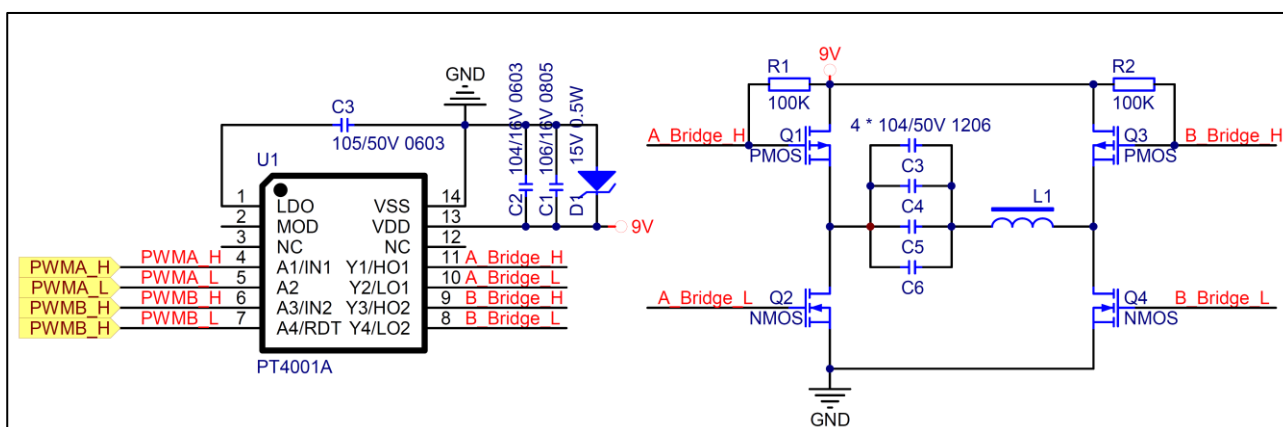 GND
C3
105/50V 0603
U1
C2 104/16V 0603
C1 106/16V 0805
D1 15V 0.5W
1 LDO VSS 14
2 MOD VDD 13 9V
3 NC NC 12
PWMA_H PWMA_H 4 A1/IN1 Y1/HO1 11 A_Bridge_H
PWMA_L PWMA_L 5 A2 Y2/LO1 10 A_Bridge_L
PWMB_H PWMB_H 6 A3/IN2 Y3/HO2 9 B_Bridge_H
PWMB_H PWMB_L 7 A4/RDT Y4/LO2 8 B_Bridge_L
PT4001A
9V
R1
100K
R2
100K
4 * 104/50V 1206
A_Bridge_H Q1
PMOS
Q3 B_Bridge_H
PMOS
C3
C4
C5
C6
L1
A_Bridge_L Q2
NMOS
Q4 B_Bridge_L
NMOS
GND